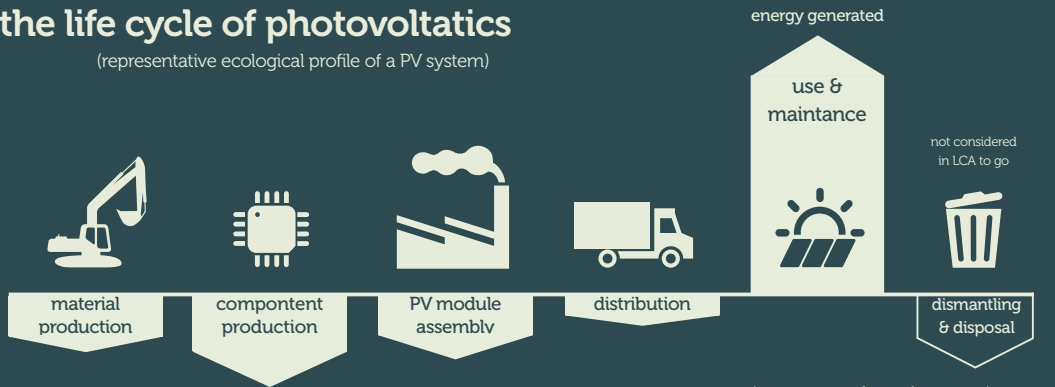 the life cycle of photovoltatics
(representative ecological profile of a PV system)
energy generated
use &
maintance
not considered
in LCA to go
material
production
compontent
production
PV module
assembly
distribution
dismantling
& disposal